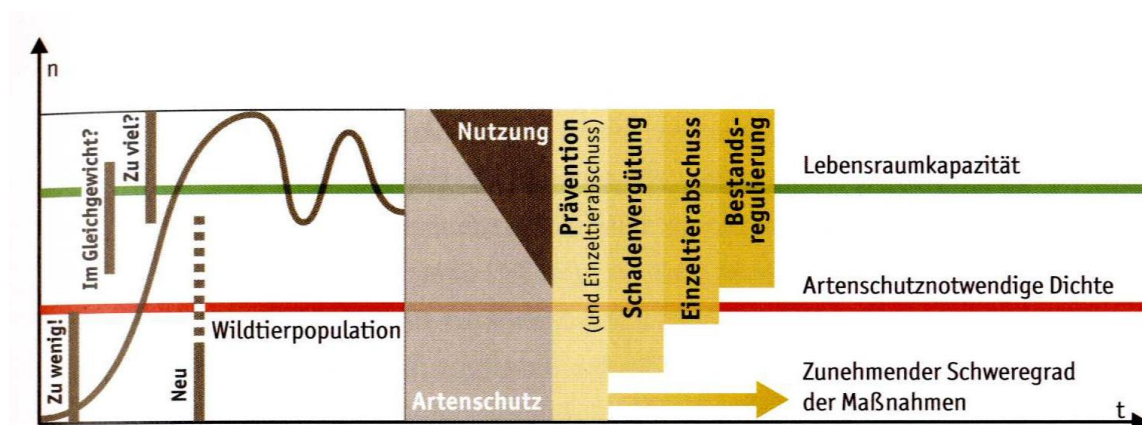 n
Zu wenig!
Im Gleichgewicht?
Zu viel?
Neu
Wildtierpopulation
Artenschutz
Nutzung
Prävention
(und Einzeltierabschuss)
Schadenvergütung
Einzeltierabschuss
Bestands-
regulierung
Lebensraumkapazität
Artenschutznotwendige Dichte
Zunehmender Schweregrad
der Maßnahmen
t